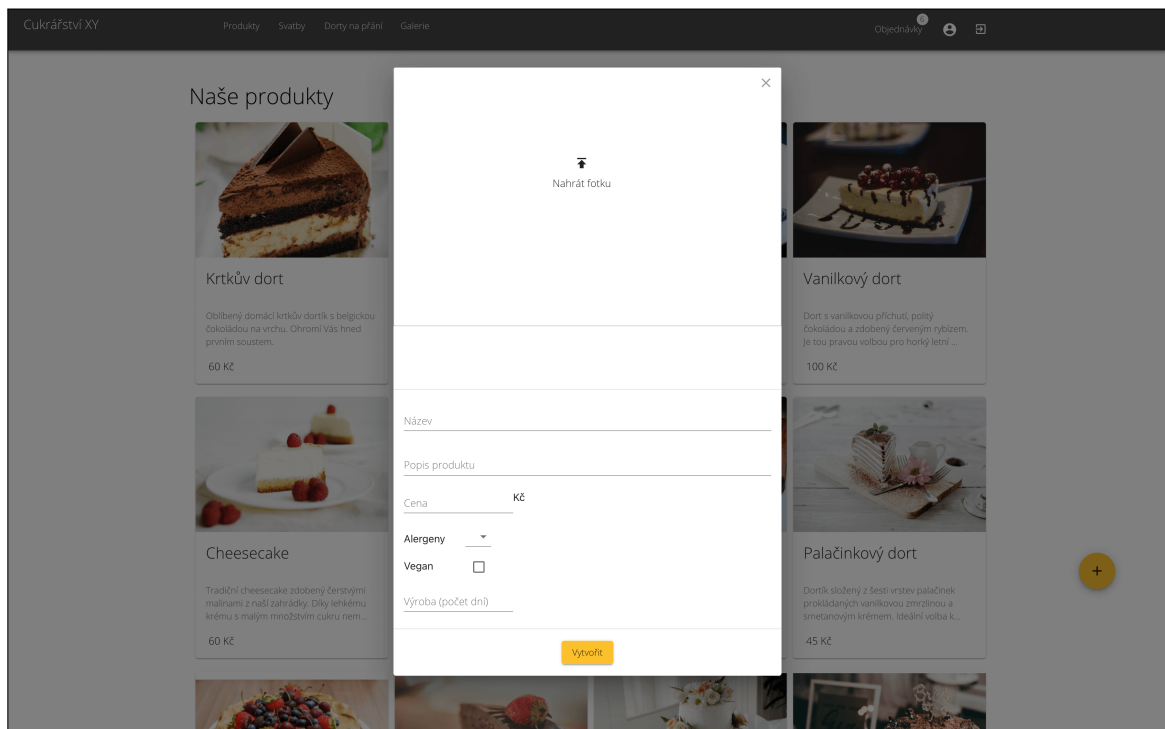 Cukrářství XY
Produkty Svatby Dorty na přání Galerie
Objednávky
Naše produkty
Nahrát fotku
Krtkův dort
Oblíbený domácí krtkův dortík s belgickou
čokoládou na vrchu. Ohromí Vás hned
prvním soustem.
60 Kč
Vanilkový dort
Dort s vanilkovou příchutí, politý
čokoládou a zdobený červeným rybízem.
Je tou pravou volbou pro horký letní ...
100 Kč
Název
Popis produktu
Cena Kč
Alergeny
Vegan
Výroba (počet dní)
Vytvořit
Cheesecake
Tradiční cheesecake zdobený čerstvými
malinami z naší zahrádky. Díky lehkému
krému s malým množstvím cukru nem...
60 Kč
Palačinkový dort
Dortík složený z šesti vrstev palačinek
prokládaných vanilkovou zmrzlinou a
smetanovým krémem. Ideální volba k...
45 Kč
+